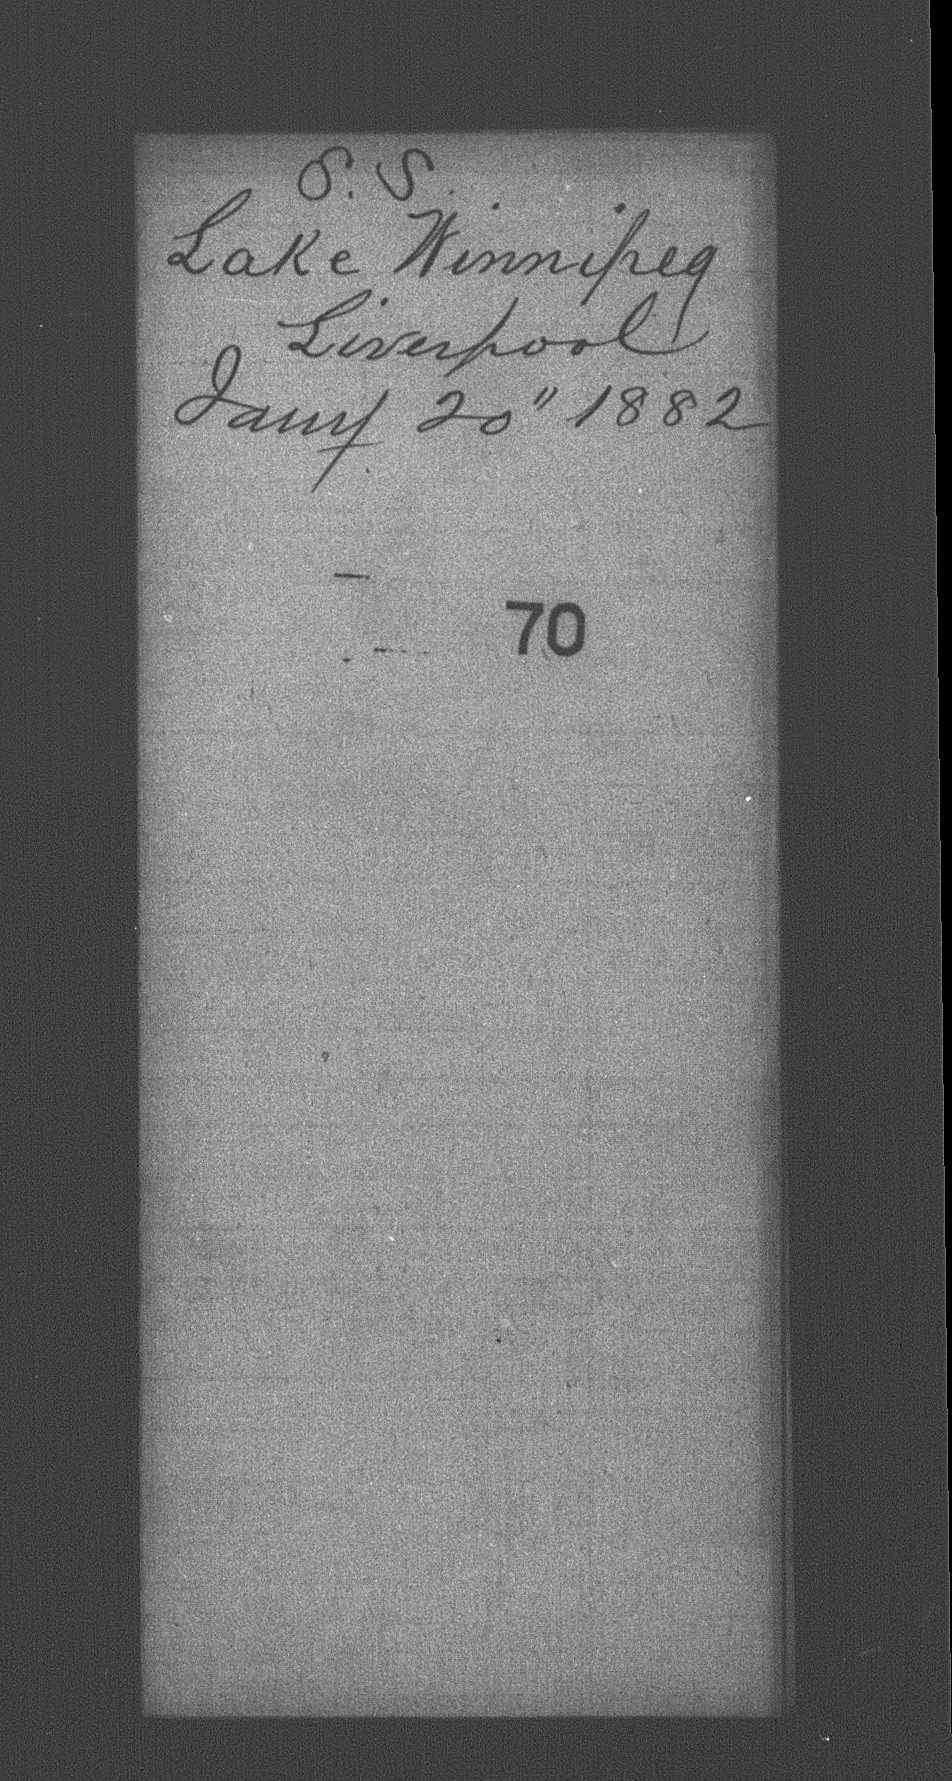 S. S.
Lake Winnipeg
Liverpool
Jany 20" 1882
70